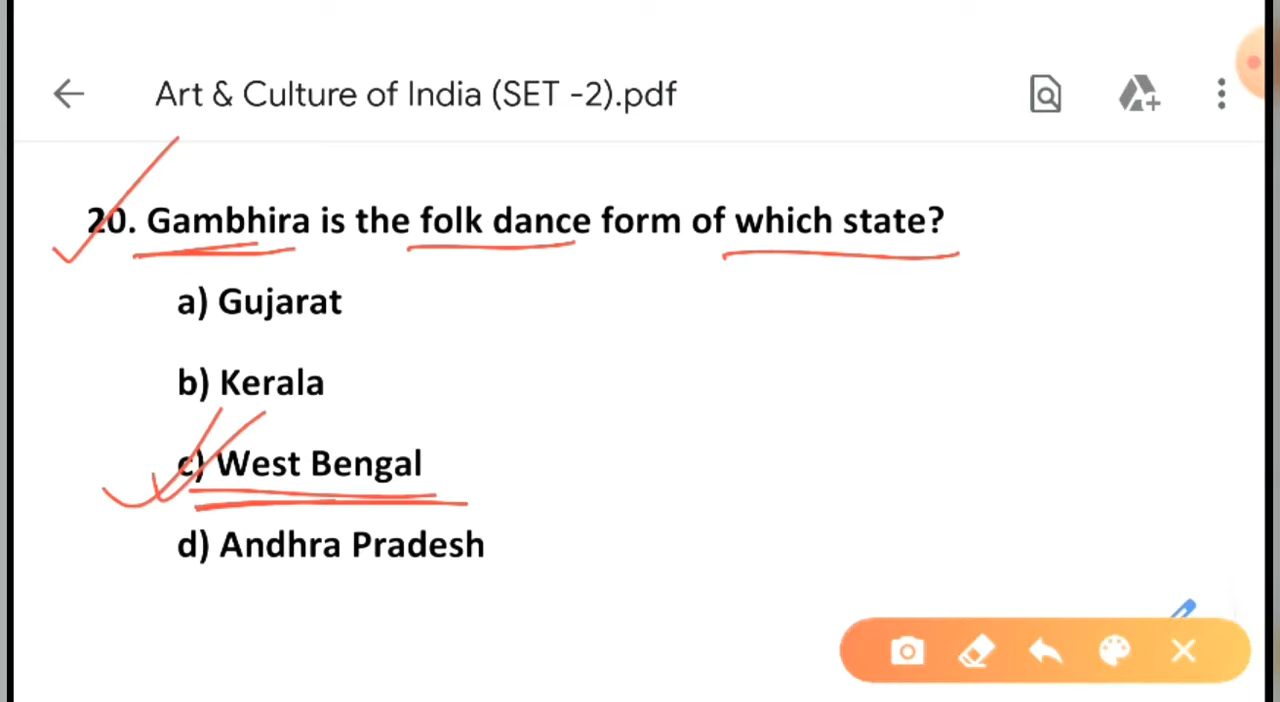 Art & Culture of India (SET -2).pdf
20. Gambhira is the folk dance form of which state?
a) Gujarat
b) Kerala
c) West Bengal
d) Andhra Pradesh